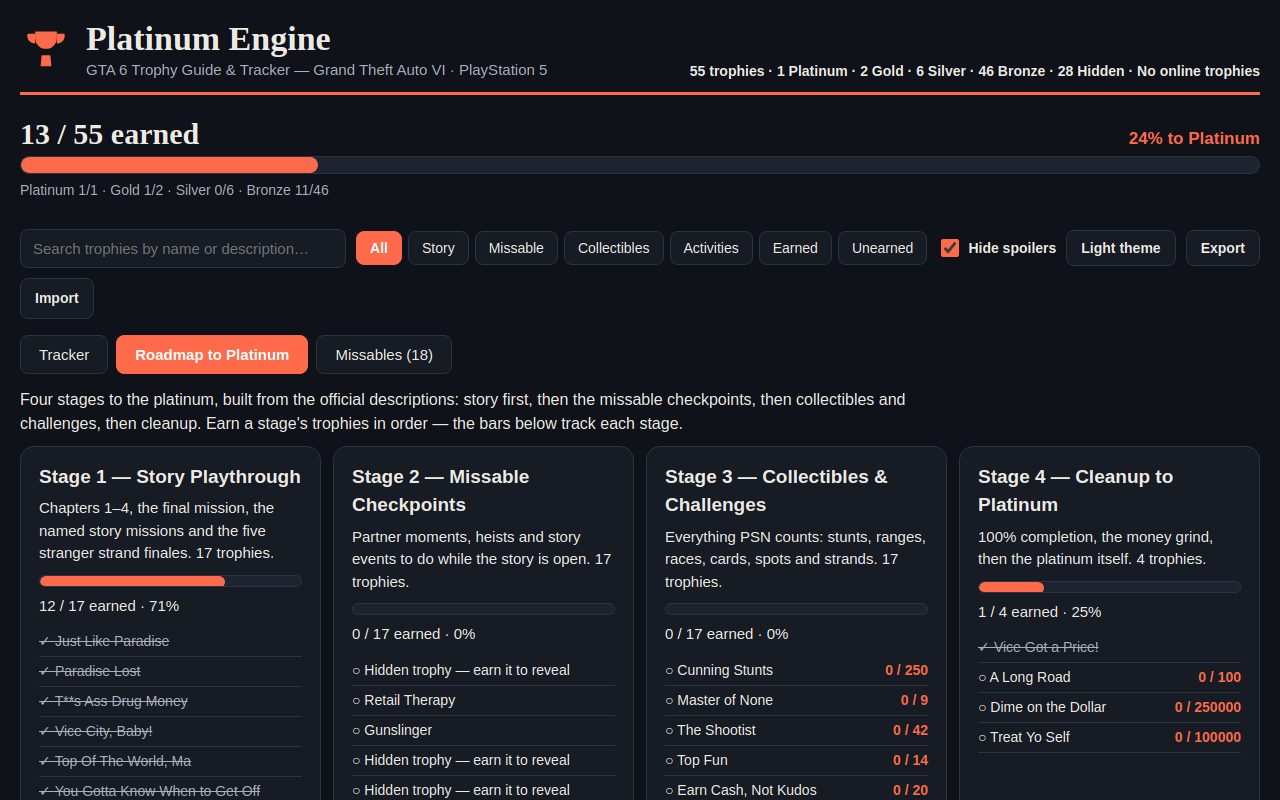 Platinum Engine
GTA 6 Trophy Guide & Tracker — Grand Theft Auto VI · PlayStation 5
55 trophies · 1 Platinum · 2 Gold · 6 Silver · 46 Bronze · 28 Hidden · No online trophies
13 / 55 earned
24% to Platinum
Platinum 1/1 · Gold 1/2 · Silver 0/6 · Bronze 11/46
Search trophies by name or description…
All
Story
Missable
Collectibles
Activities
Earned
Unearned
Hide spoilers
Light theme
Export
Import
Tracker
Roadmap to Platinum
Missables (18)
Four stages to the platinum, built from the official descriptions: story first, then the missable checkpoints, then collectibles and
challenges, then cleanup. Earn a stage's trophies in order — the bars below track each stage.
Stage 1 — Story Playthrough
Chapters 1–4, the final mission, the
named story missions and the five
stranger strand finales. 17 trophies.
12 / 17 earned · 71%
✓ Just Like Paradise
✓ Paradise Lost
✓ T**s Ass Drug Money
✓ Vice City, Baby!
✓ Top Of The World, Ma
✓ You Gotta Know When to Get Off
Stage 2 — Missable
Checkpoints
Partner moments, heists and story
events to do while the story is open. 17
trophies.
0 / 17 earned · 0%
○ Hidden trophy — earn it to reveal
○ Retail Therapy
○ Gunslinger
○ Hidden trophy — earn it to reveal
○ Hidden trophy — earn it to reveal
Stage 3 — Collectibles &
Challenges
Everything PSN counts: stunts, ranges,
races, cards, spots and strands. 17
trophies.
0 / 17 earned · 0%
○ Cunning Stunts 0 / 250
○ Master of None 0 / 9
○ The Shootist 0 / 42
○ Top Fun 0 / 14
○ Earn Cash, Not Kudos 0 / 20
Stage 4 — Cleanup to
Platinum
100% completion, the money grind,
then the platinum itself. 4 trophies.
1 / 4 earned · 25%
✓ Vice Got a Price!
○ A Long Road 0 / 100
○ Dime on the Dollar 0 / 250000
○ Treat Yo Self 0 / 100000